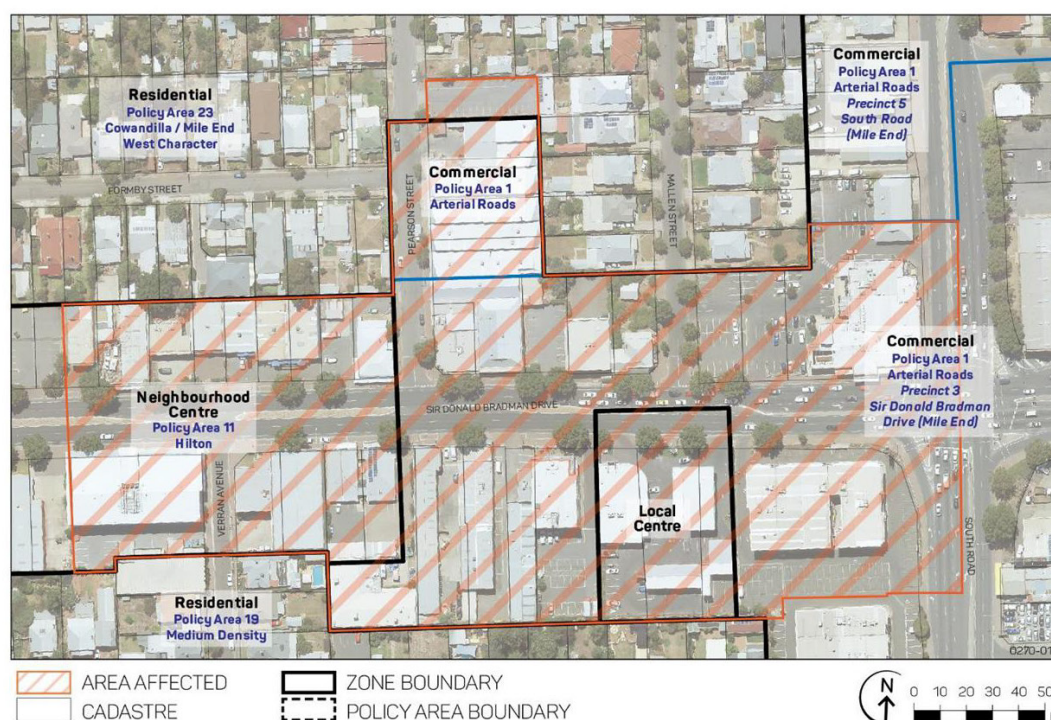 Residential
Policy Area 23
Cowandilla / Mile End
West Character
Commercial
Policy Area 1
Arterial Roads
Precinct 5
South Road
(Mile End)
FORMBY STREET
PEARSON STREET
Commercial
Policy Area 1
Arterial Roads
MALLEN STREET
Neighbourhood
Centre
Policy Area 11
Hilton
SIR DONALD BRADMAN DRIVE
Commercial
Policy Area 1
Arterial Roads
Precinct 3
Sir Donald Bradman
Drive (Mile End)
VERRAN AVENUE
Local
Centre
SOUTH ROAD
Residential
Policy Area 19
Medium Density
0270-01
AREA AFFECTED
ZONE BOUNDARY
CADASTRE
POLICY AREA BOUNDARY
N
0 10 20 30 40 50